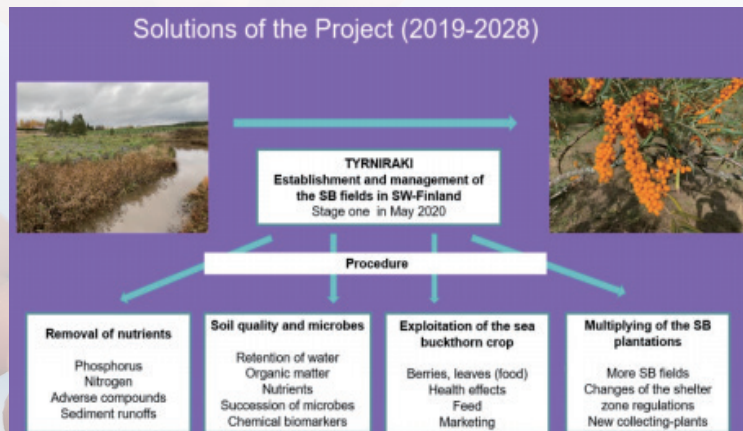 Solutions of the Project (2019-2028)
TYRNIRAKI
Establishment and management of
the SB fields in SW-Finland
Stage one in May 2020
Procedure
Removal of nutrients
Phosphorus
Nitrogen
Adverse compounds
Sediment runoffs
Soil quality and microbes
Retention of water
Organic matter
Nutrients
Succession of microbes
Chemical biomarkers
Exploitation of the sea
buckthorn crop
Berries, leaves (food)
Health effects
Feed
Marketing
Multiplying of the SB
plantations
More SB fields
Changes of the shelter
zone regulations
New collecting-plants